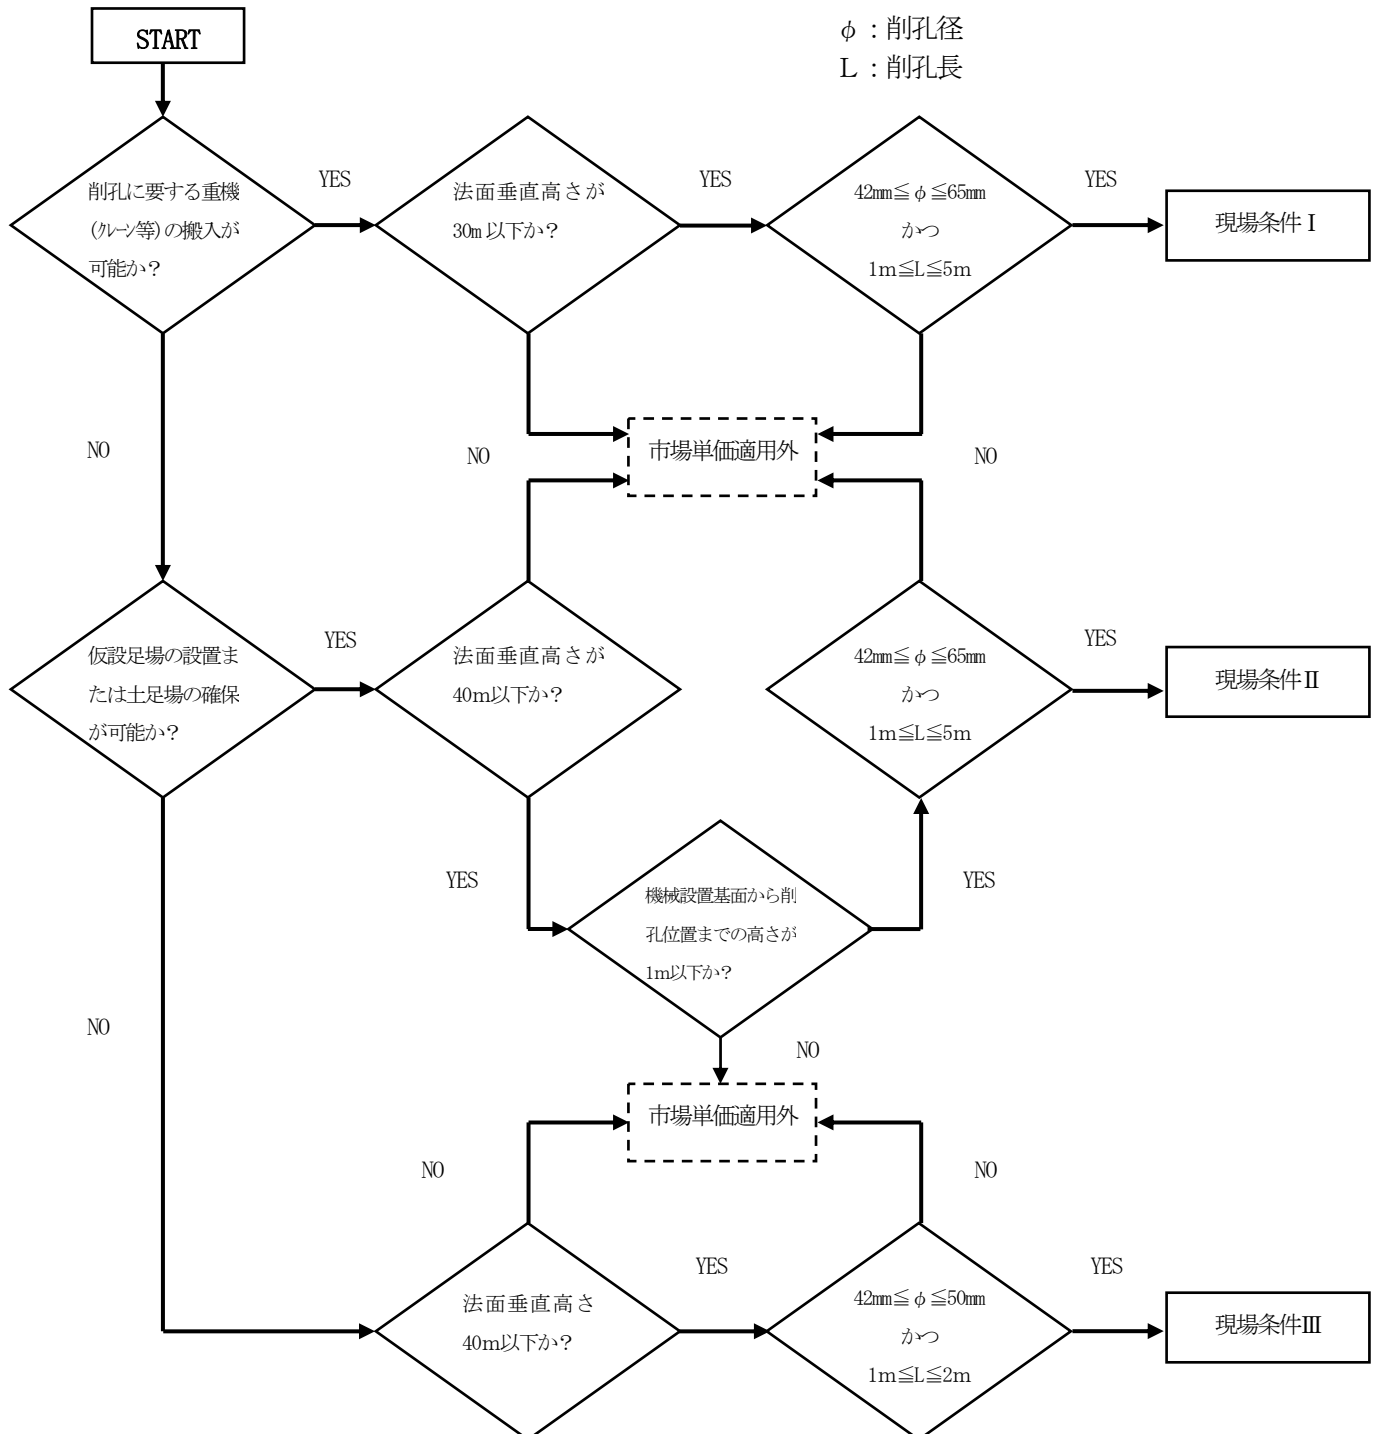 START
φ：削孔径
L：削孔長
削孔に要する重機
(ｸﾚｰﾝ等)の搬入が
可能か？
YES
法面垂直高さが
30m以下か？
YES
42mm≦φ≦65mm
かつ
1m≦L≦5m
YES
現場条件Ⅰ
NO
NO
市場単価適用外
NO
仮設足場の設置ま
たは土足場の確保
が可能か？
YES
法面垂直高さが
40m以下か？
42mm≦φ≦65mm
かつ
1m≦L≦5m
YES
現場条件Ⅱ
YES
機械設置基面から削
孔位置までの高さが
1m以下か？
YES
NO
NO
市場単価適用外
NO
NO
法面垂直高さ
40m以下か？
YES
42mm≦φ≦50mm
かつ
1m≦L≦2m
YES
現場条件Ⅲ